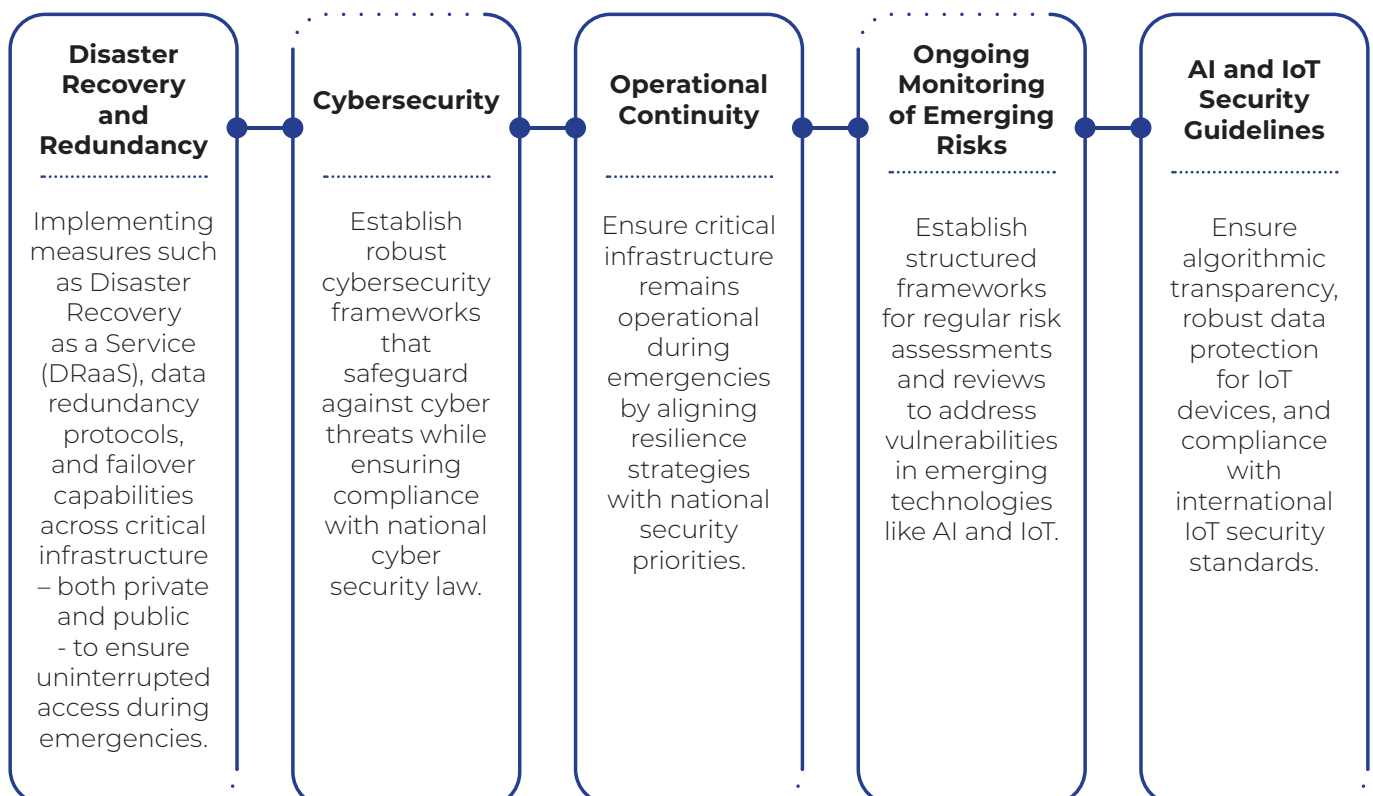 Disaster
Recovery
and
Redundancy
Implementing
measures such
as Disaster
Recovery
as a Service
(DRaaS), data
redundancy
protocols,
and failover
capabilities
across critical
infrastructure
– both private
and public
- to ensure
uninterrupted
access during
emergencies.
Cybersecurity
Establish
robust
cybersecurity
frameworks
that
safeguard
against cyber
threats while
ensuring
compliance
with national
cyber
security law.
Operational
Continuity
Ensure critical
infrastructure
remains
operational
during
emergencies
by aligning
resilience
strategies
with national
security
priorities.
Ongoing
Monitoring
of Emerging
Risks
Establish
structured
frameworks
for regular risk
assessments
and reviews
to address
vulnerabilities
in emerging
technologies
like AI and IoT.
AI and IoT
Security
Guidelines
Ensure
algorithmic
transparency,
robust data
protection
for IoT
devices, and
compliance
with
international
IoT security
standards.